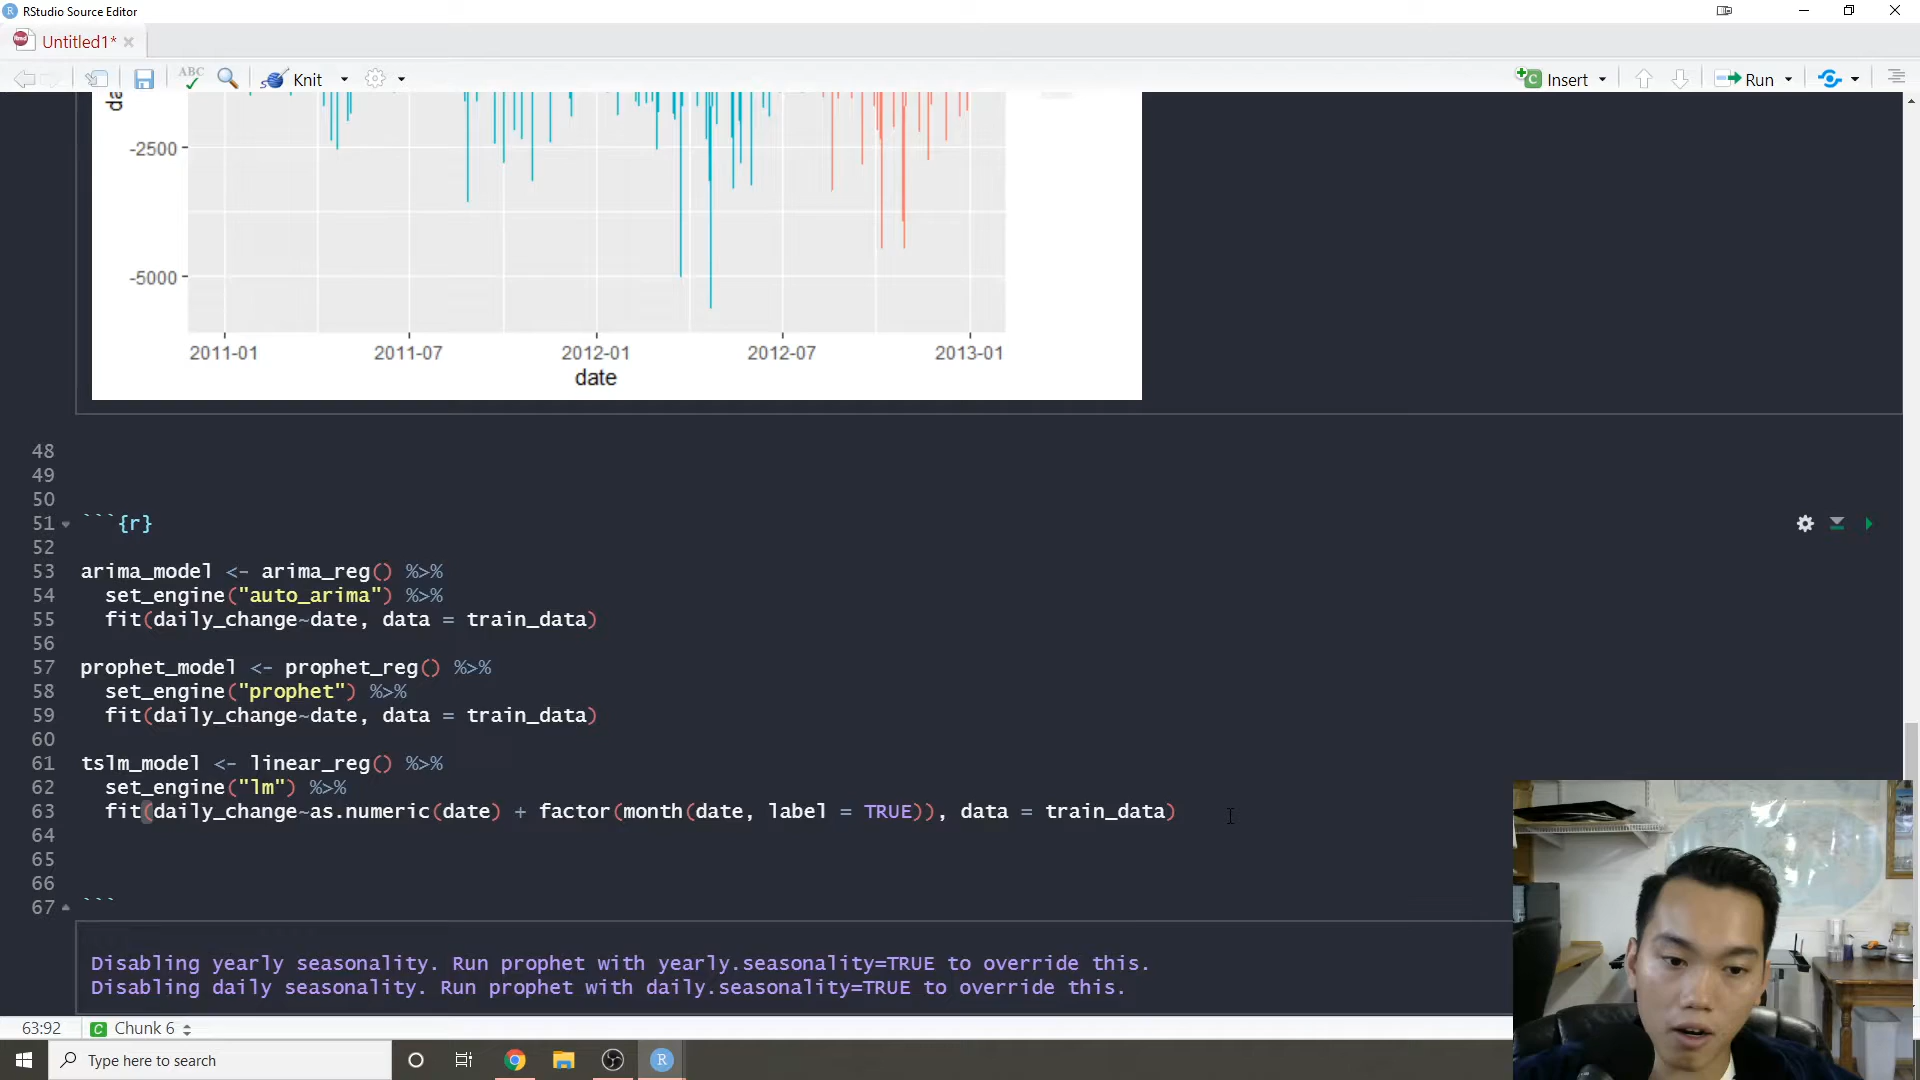 RStudio Source Editor
Untitled1*
ABC
Knit
Insert
Run
da
-2500
-5000
2011-01 2011-07 2012-01 2012-07 2013-01
date
48
49
50
51 ```{r}
52
53 arima_model <- arima_reg() %>%
54 set_engine("auto_arima") %>%
55 fit(daily_change~date, data = train_data)
56
57 prophet_model <- prophet_reg() %>%
58 set_engine("prophet") %>%
59 fit(daily_change~date, data = train_data)
60
61 tslm_model <- linear_reg() %>%
62 set_engine("lm") %>%
63 fit(daily_change~as.numeric(date) + factor(month(date, label = TRUE)), data = train_data)
64
65
66
67 ```
Disabling yearly seasonality. Run prophet with yearly.seasonality=TRUE to override this.
Disabling daily seasonality. Run prophet with daily.seasonality=TRUE to override this.
63:92 C Chunk 6
Type here to search
R